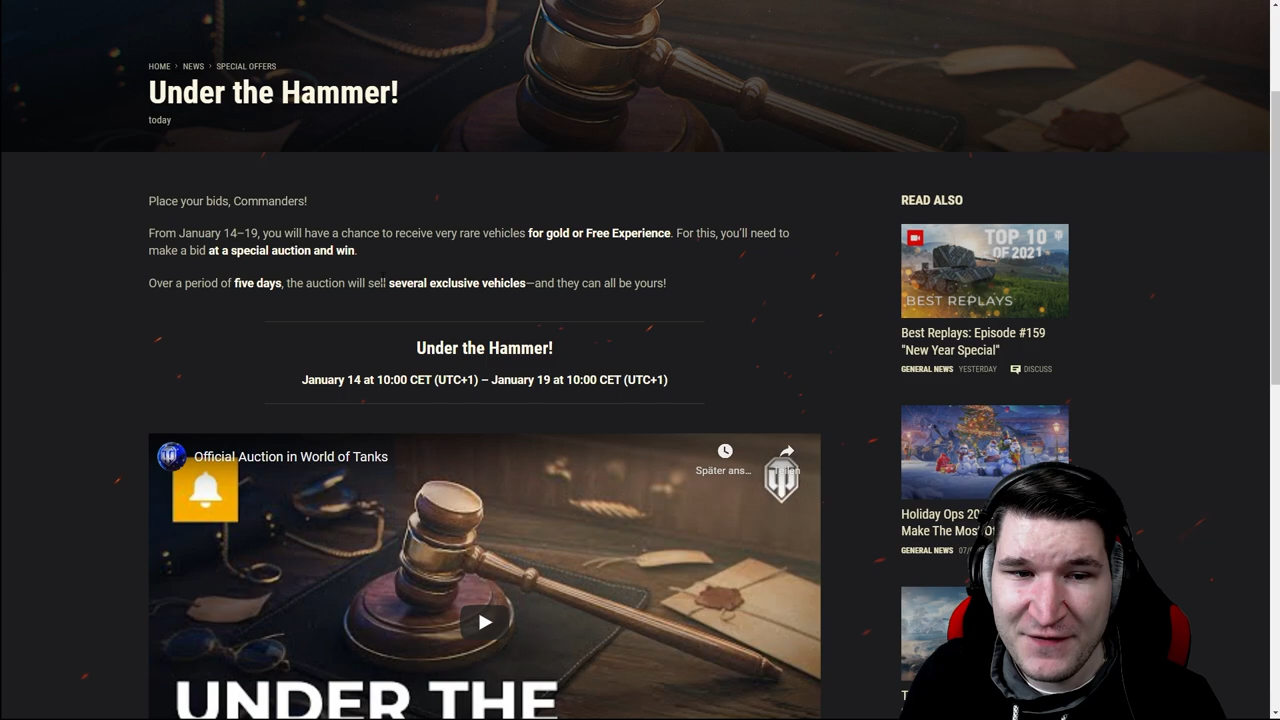 HOME › NEWS › SPECIAL OFFERS
Under the Hammer!
today
Place your bids, Commanders!
From January 14–19, you will have a chance to receive very rare vehicles for gold or Free Experience. For this, you'll need to
make a bid at a special auction and win.
Over a period of five days, the auction will sell several exclusive vehicles—and they can all be yours!
Under the Hammer!
January 14 at 10:00 CET (UTC+1) – January 19 at 10:00 CET (UTC+1)
Official Auction in World of Tanks
Später ans...
Teilen
UNDER THE
READ ALSO
TOP 10
OF 2021
BEST REPLAYS
Best Replays: Episode #159
"New Year Special"
GENERAL NEWS YESTERDAY DISCUSS
Holiday Ops 20
Make The Mos
GENERAL NEWS 07/
T